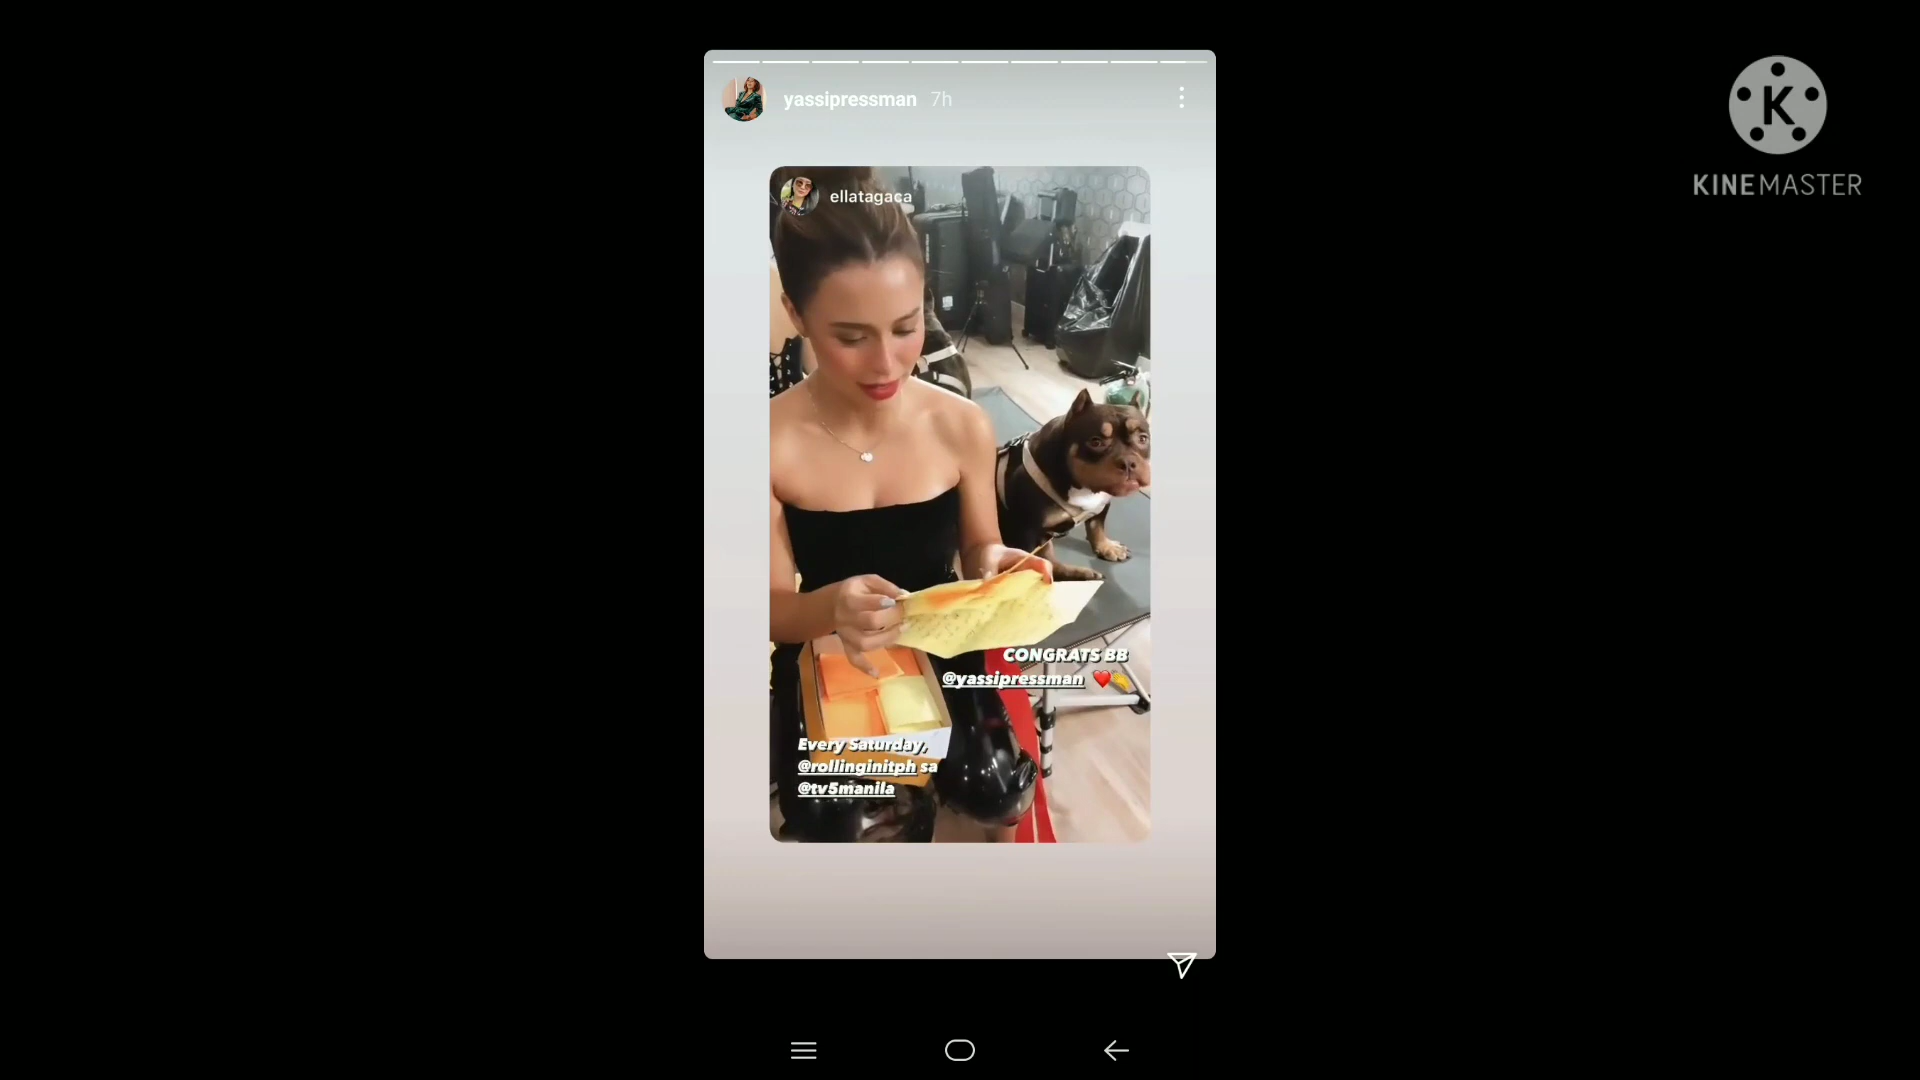 yassipressman 7h
KINEMASTER
ellatagaca
CONGRATS BB
@yassipressman ❤️👏
Every Saturday,
@rollinginitph sa
@tv5manila